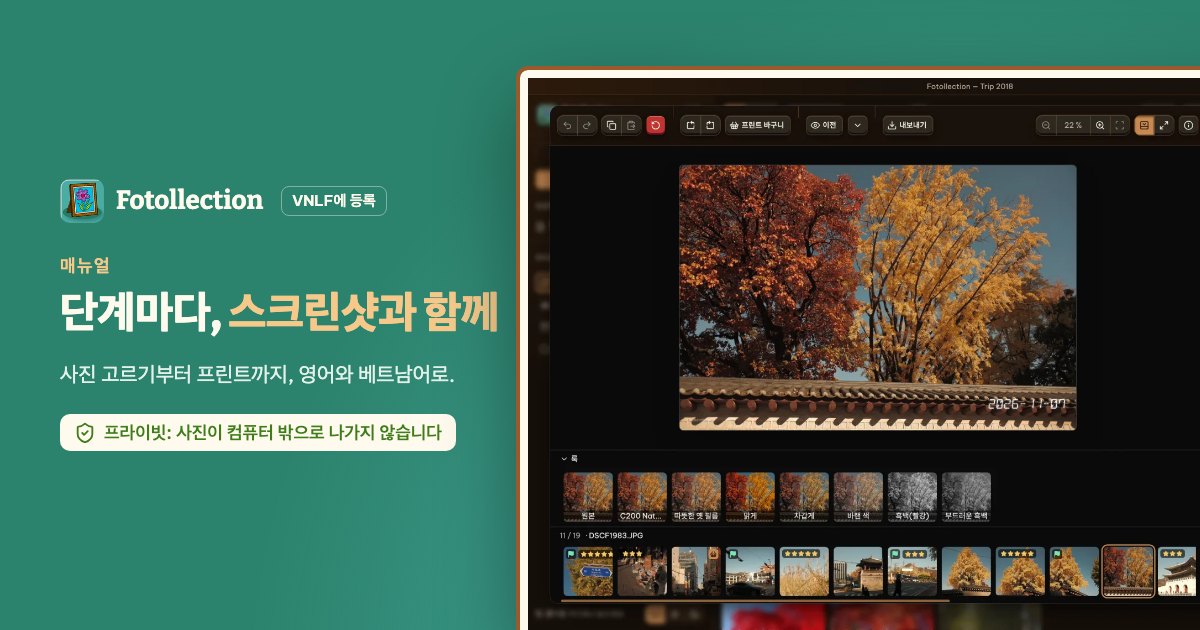 Fotollection
VNLF에 등록
매뉴얼
단계마다, 스크린샷과 함께
사진 고르기부터 프린트까지, 영어와 베트남어로.
프라이빗: 사진이 컴퓨터 밖으로 나가지 않습니다
Fotollection – Trip 2018
프린트 바구니
이전
내보내기
22 %
2026-11-07
룩
원본
C200 Nat...
따뜻한 옛 필름
맑게
차갑게
바랜 색
흑백(빨강)
부드러운 흑백
11 / 19 · DSCF1983.JPG